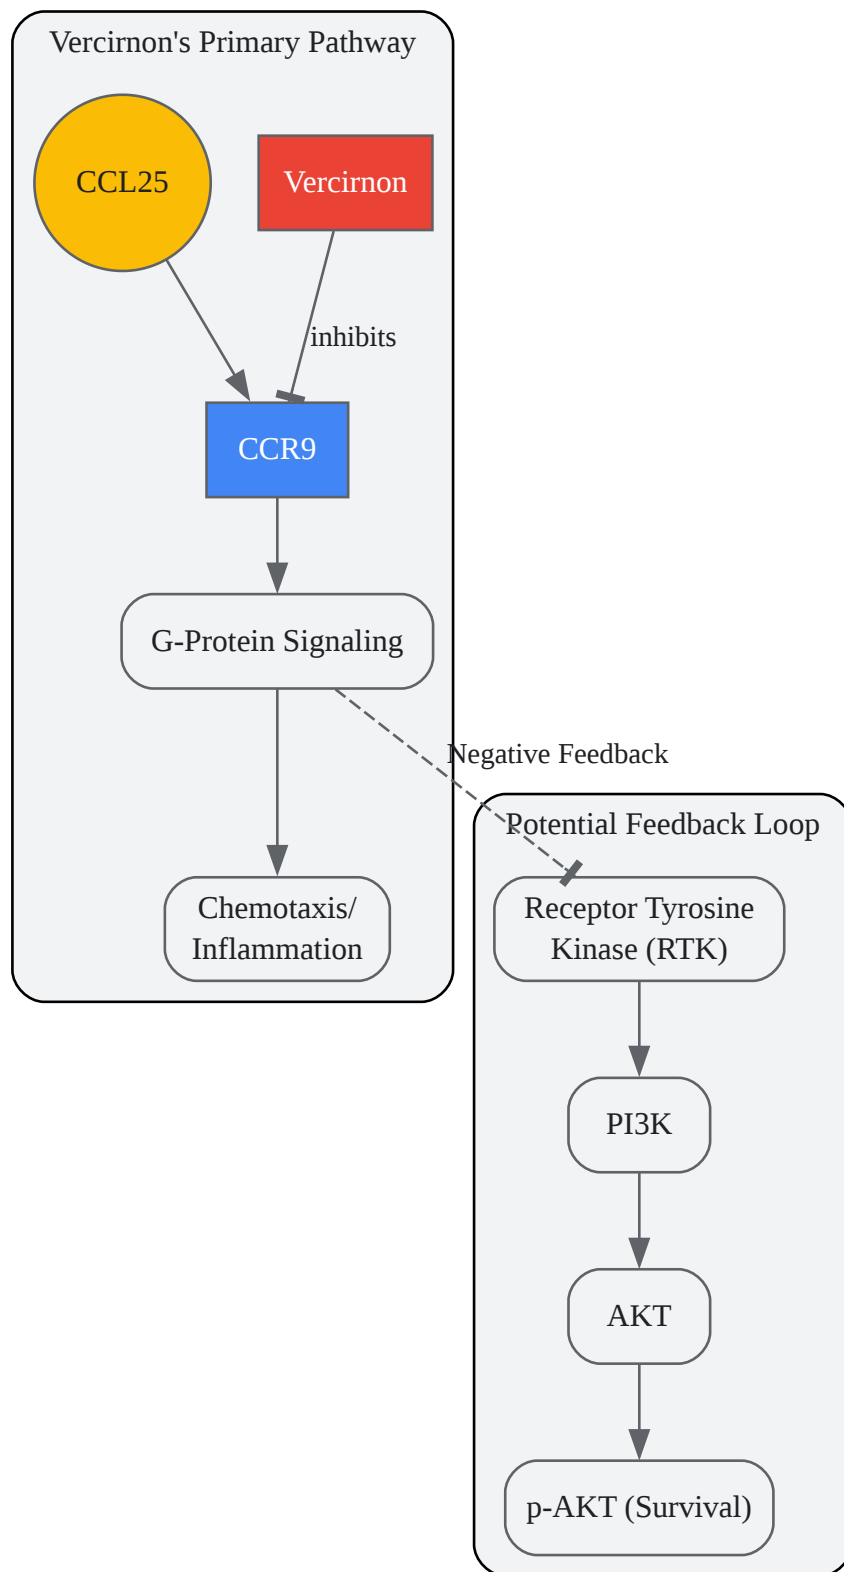 Vercirnon's Primary Pathway
CCL25
Vercirnon
inhibits
CCR9
G-Protein Signaling
Negative Feedback
Potential Feedback Loop
Chemotaxis/
Inflammation
Receptor Tyrosine
Kinase (RTK)
PI3K
AKT
p-AKT (Survival)